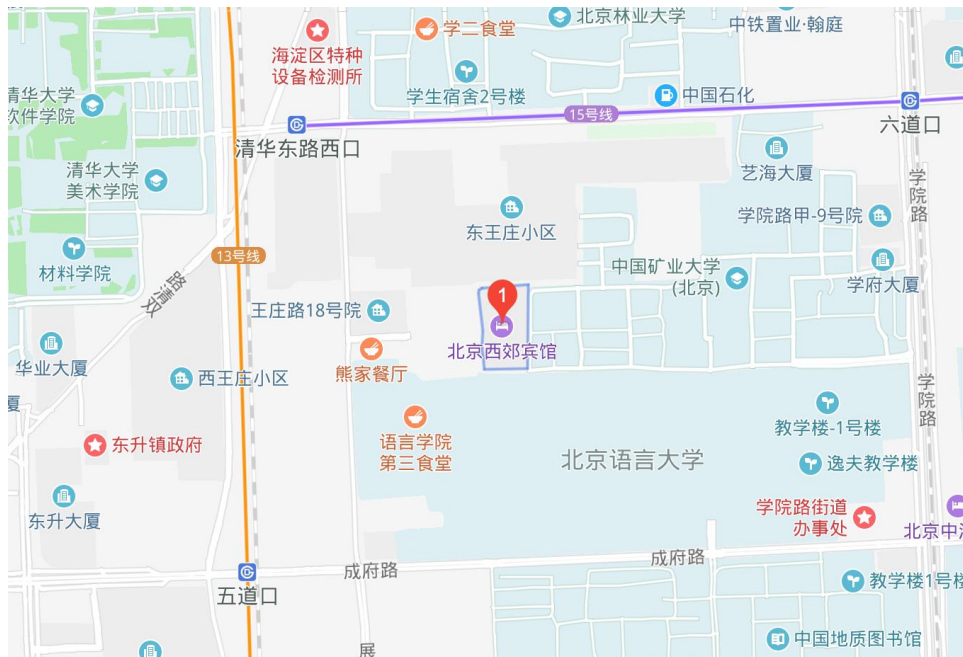 学二食堂
北京林业大学
中铁置业·翰庭
海淀区特种
设备检测所
学生宿舍2号楼
中国石化
清华大学
软件学院
15号线
六道口
清华东路西口
艺海大厦
清华大学
美术学院
学院路
东王庄小区
学院路甲-9号院
13号线
材料学院
双清路
中国矿业大学
(北京)
学府大厦
1
王庄路18号院
北京西郊宾馆
华业大厦
熊家餐厅
西王庄小区
厦
学院路
教学楼-1号楼
语言学院
第三食堂
东升镇政府
北京语言大学
逸夫教学楼
东升大厦
学院路街道
办事处
北京中
成府路
成府路
五道口
教学楼1号楼
中国地质图书馆
展